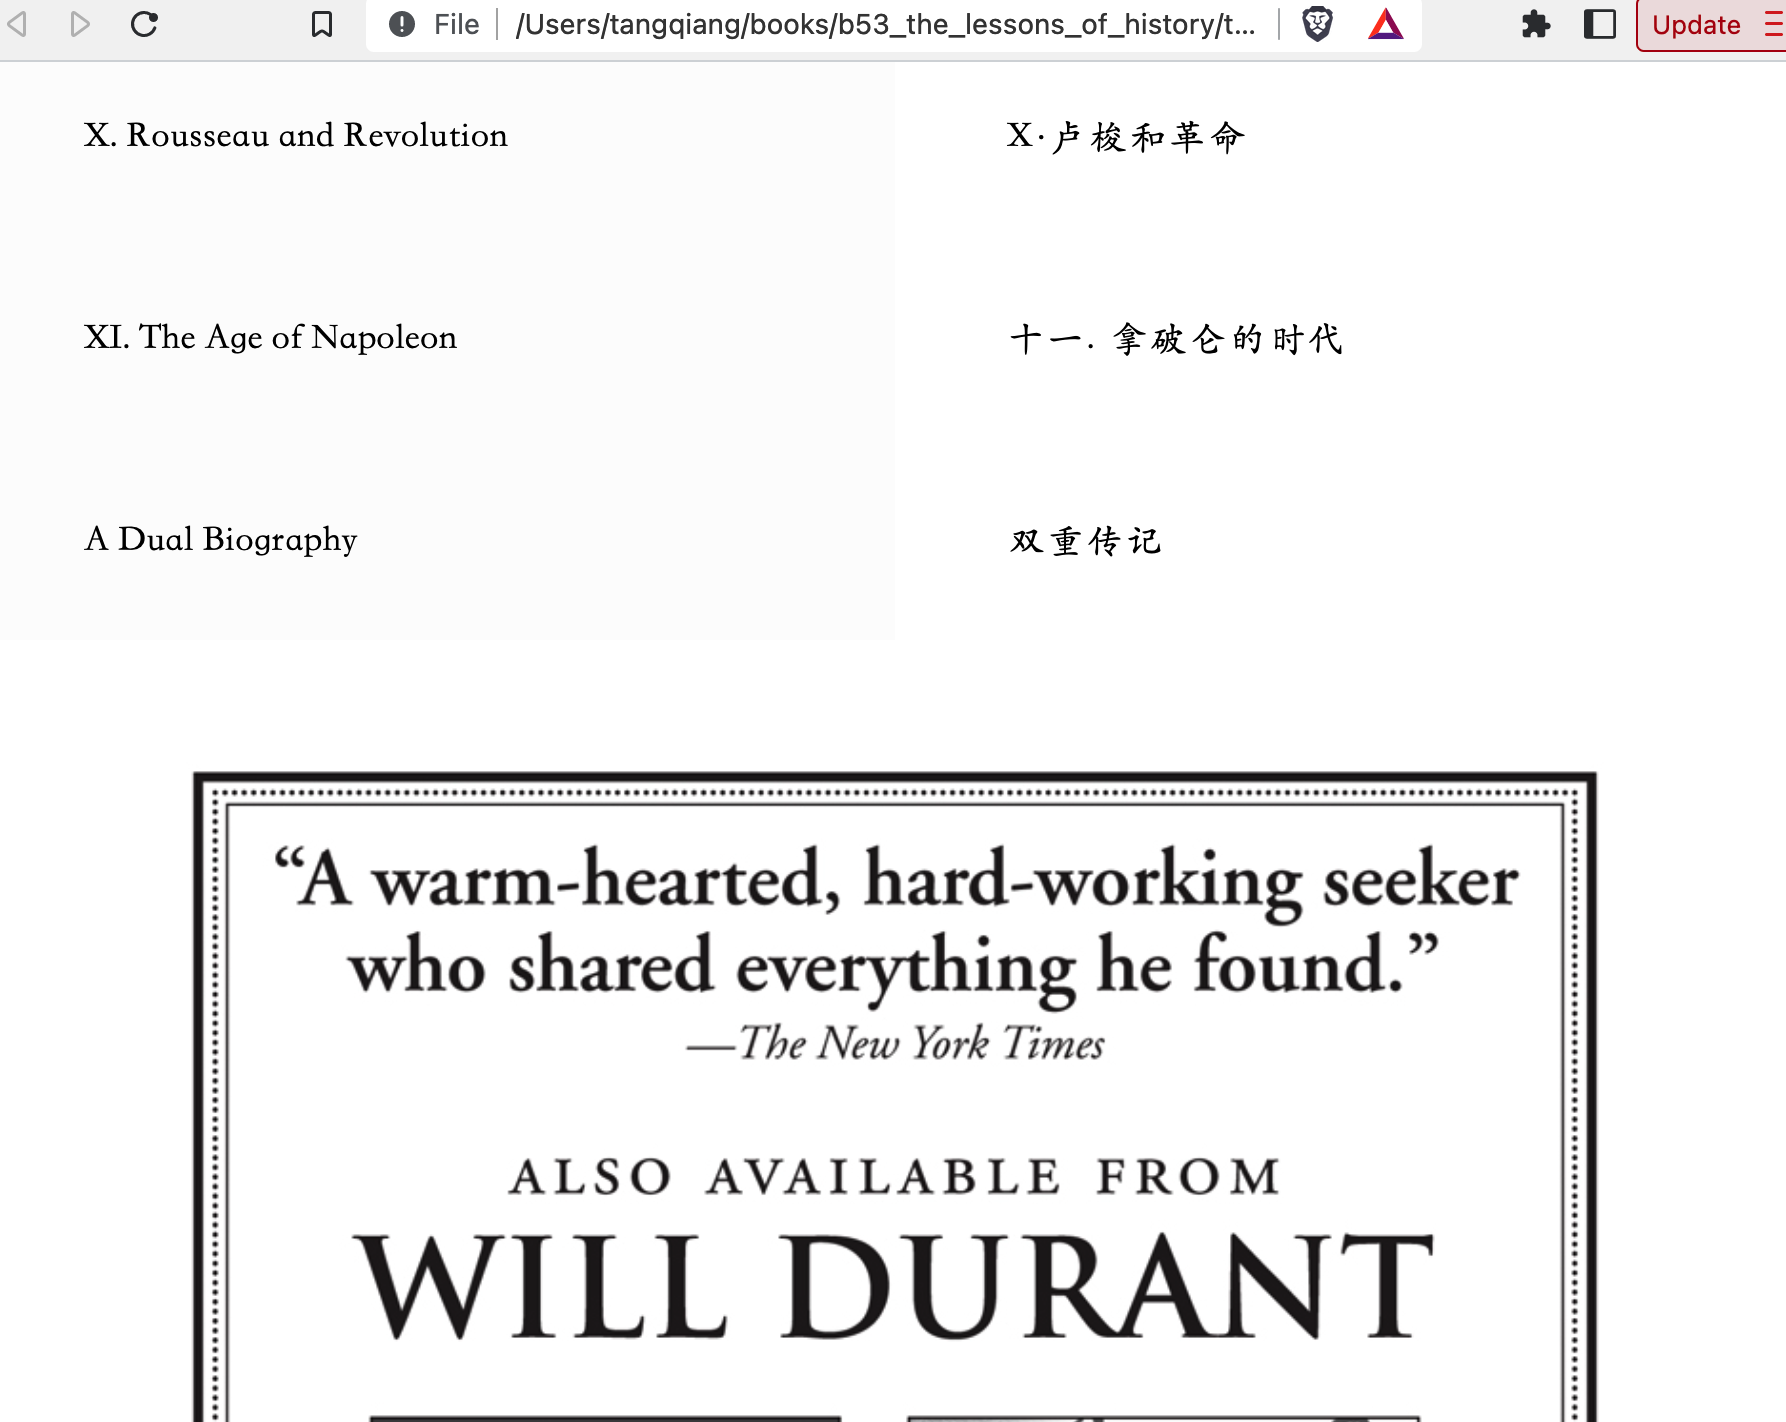 File /Users/tangqiang/books/b53_the_lessons_of_history/t... Update
X. Rousseau and Revolution
X·卢梭和革命
XI. The Age of Napoleon
十一. 拿破仑的时代
A Dual Biography
双重传记
“A warm-hearted, hard-working seeker
who shared everything he found.”
—The New York Times
ALSO AVAILABLE FROM
WILL DURANT